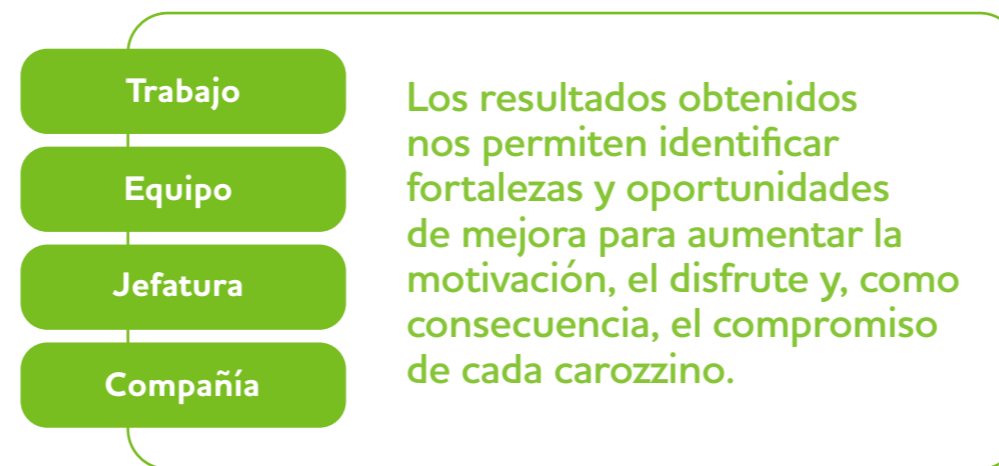 Trabajo
Equipo
Jefatura
Compañía
Los resultados obtenidos
nos permiten identificar
fortalezas y oportunidades
de mejora para aumentar la
motivación, el disfrute y, como
consecuencia, el compromiso
de cada carozzino.